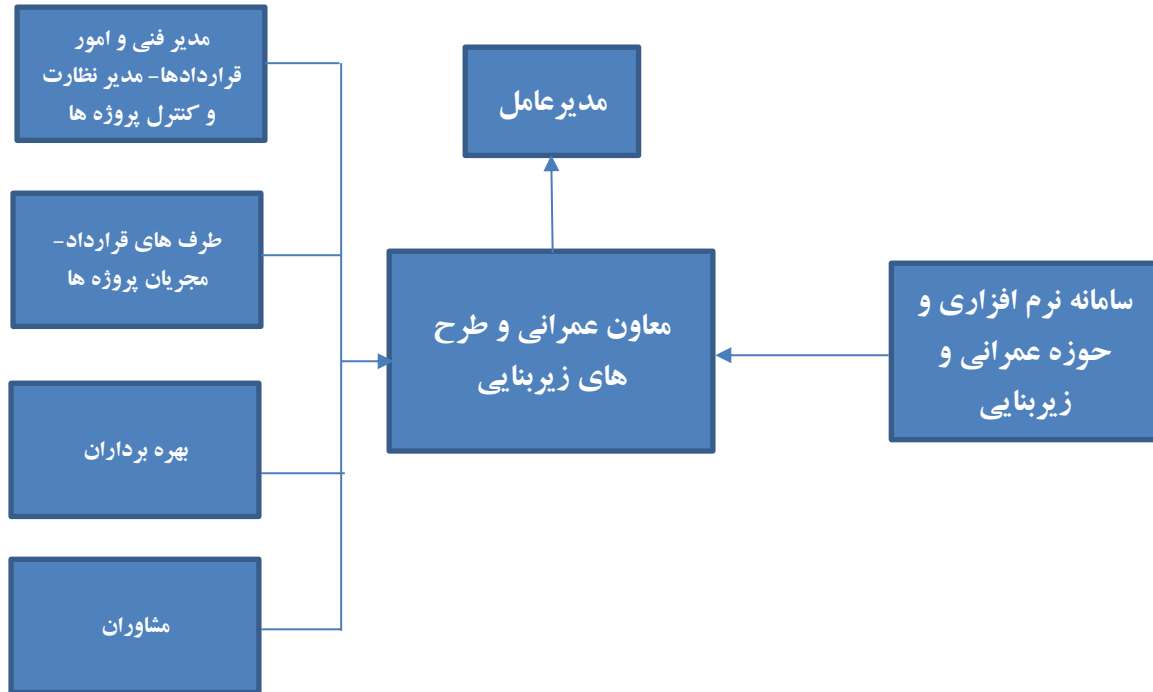 مدیر فنی و امور
قراردادها- مدیر نظارت
و کنترل پروژه ها
مدیرعامل
طرف های قرارداد-
مجریان پروژه ها
معاون عمرانی و طرح
های زیربنایی
سامانه نرم افزاری و
حوزه عمرانی و
زیربنایی
بهره برداران
مشاوران